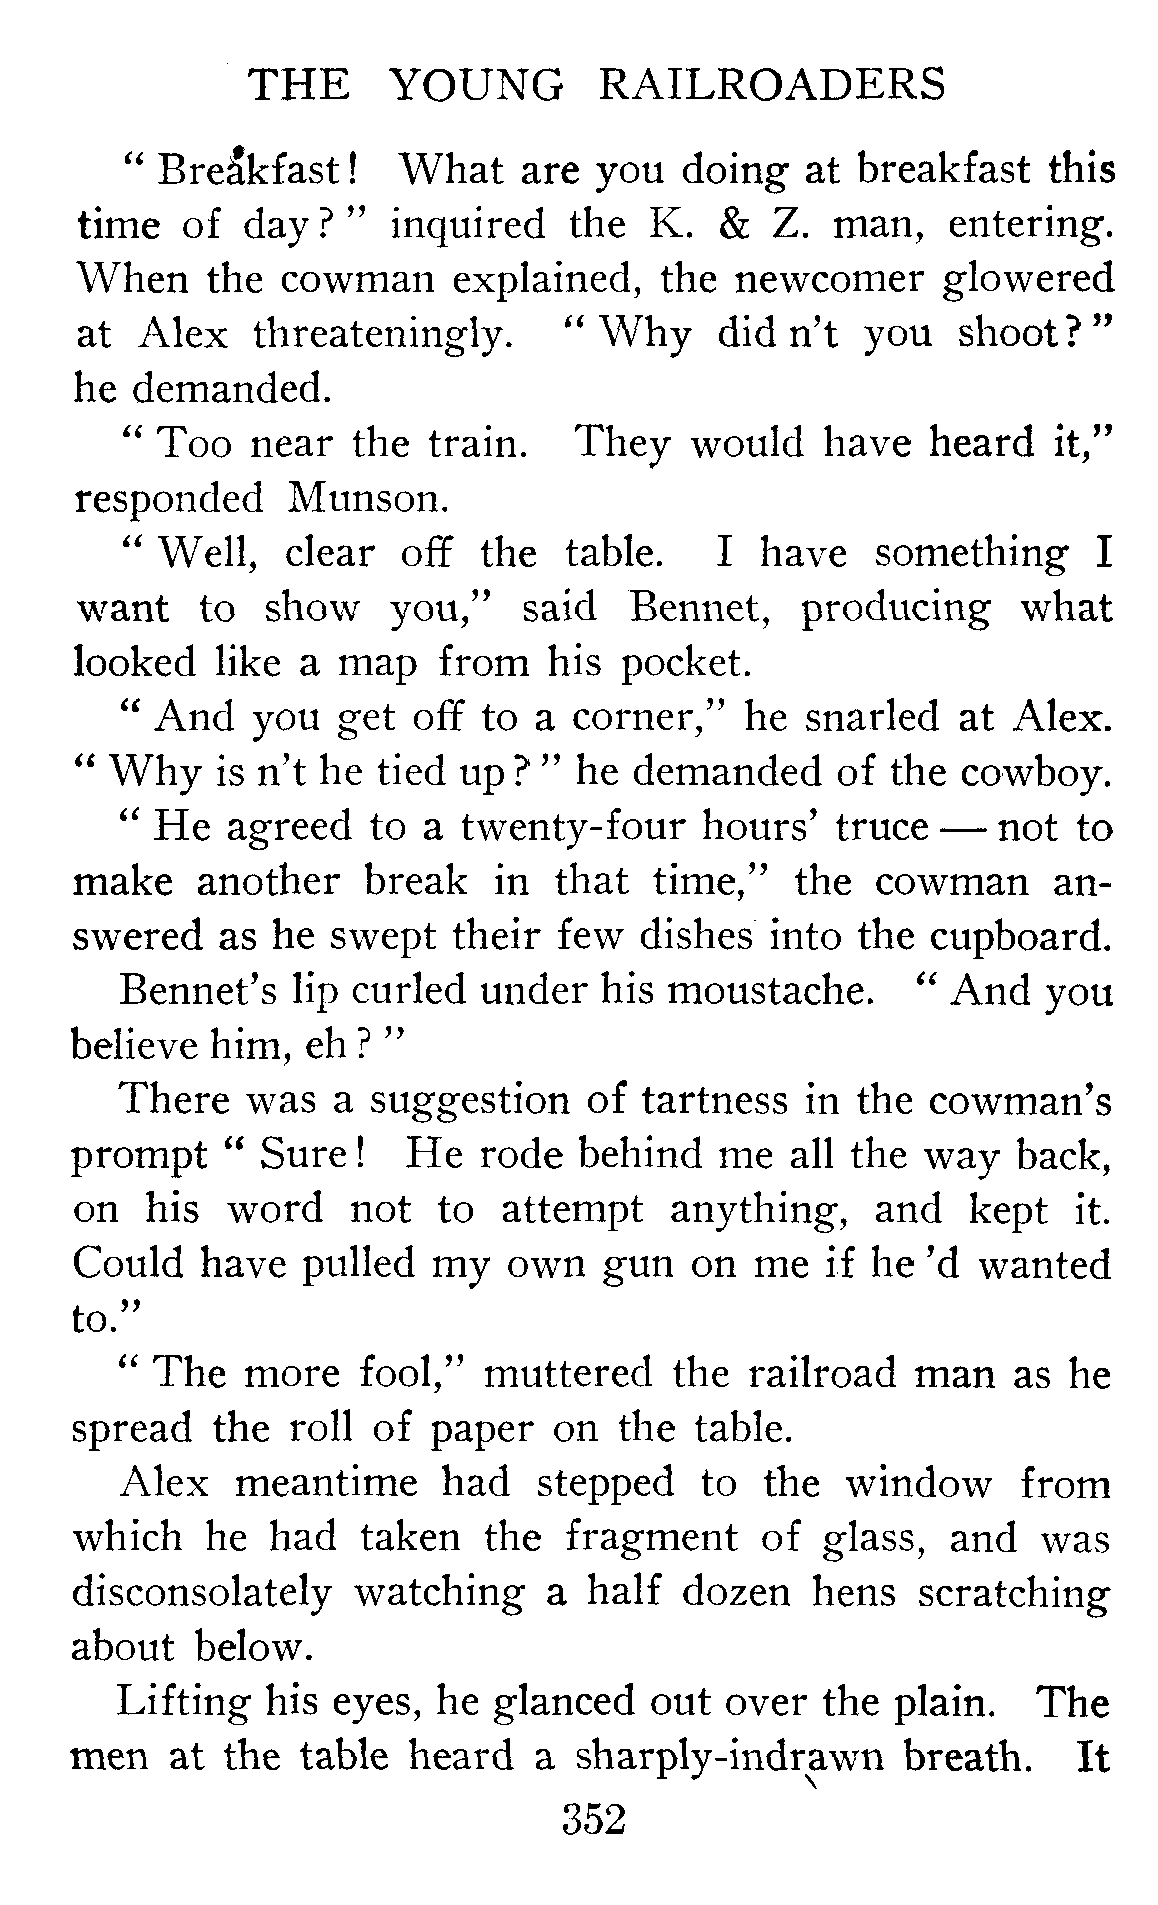 THE YOUNG RAILROADERS
" Breakfast! What are you doing at breakfast this
time of day? " inquired the K. & Z. man, entering.
When the cowman explained, the newcomer glowered
at Alex threateningly. " Why did n't you shoot? "
he demanded.
" Too near the train. They would have heard it,"
responded Munson.
" Well, clear off the table. I have something I
want to show you," said Bennet, producing what
looked like a map from his pocket.
" And you get off to a corner," he snarled at Alex.
" Why is n't he tied up? " he demanded of the cowboy.
" He agreed to a twenty-four hours' truce — not to
make another break in that time," the cowman an-
swered as he swept their few dishes into the cupboard.
Bennet's lip curled under his moustache. " And you
believe him, eh? "
There was a suggestion of tartness in the cowman's
prompt " Sure! He rode behind me all the way back,
on his word not to attempt anything, and kept it.
Could have pulled my own gun on me if he 'd wanted
to."
" The more fool," muttered the railroad man as he
spread the roll of paper on the table.
Alex meantime had stepped to the window from
which he had taken the fragment of glass, and was
disconsolately watching a half dozen hens scratching
about below.
Lifting his eyes, he glanced out over the plain. The
men at the table heard a sharply-indrawn breath. It
352